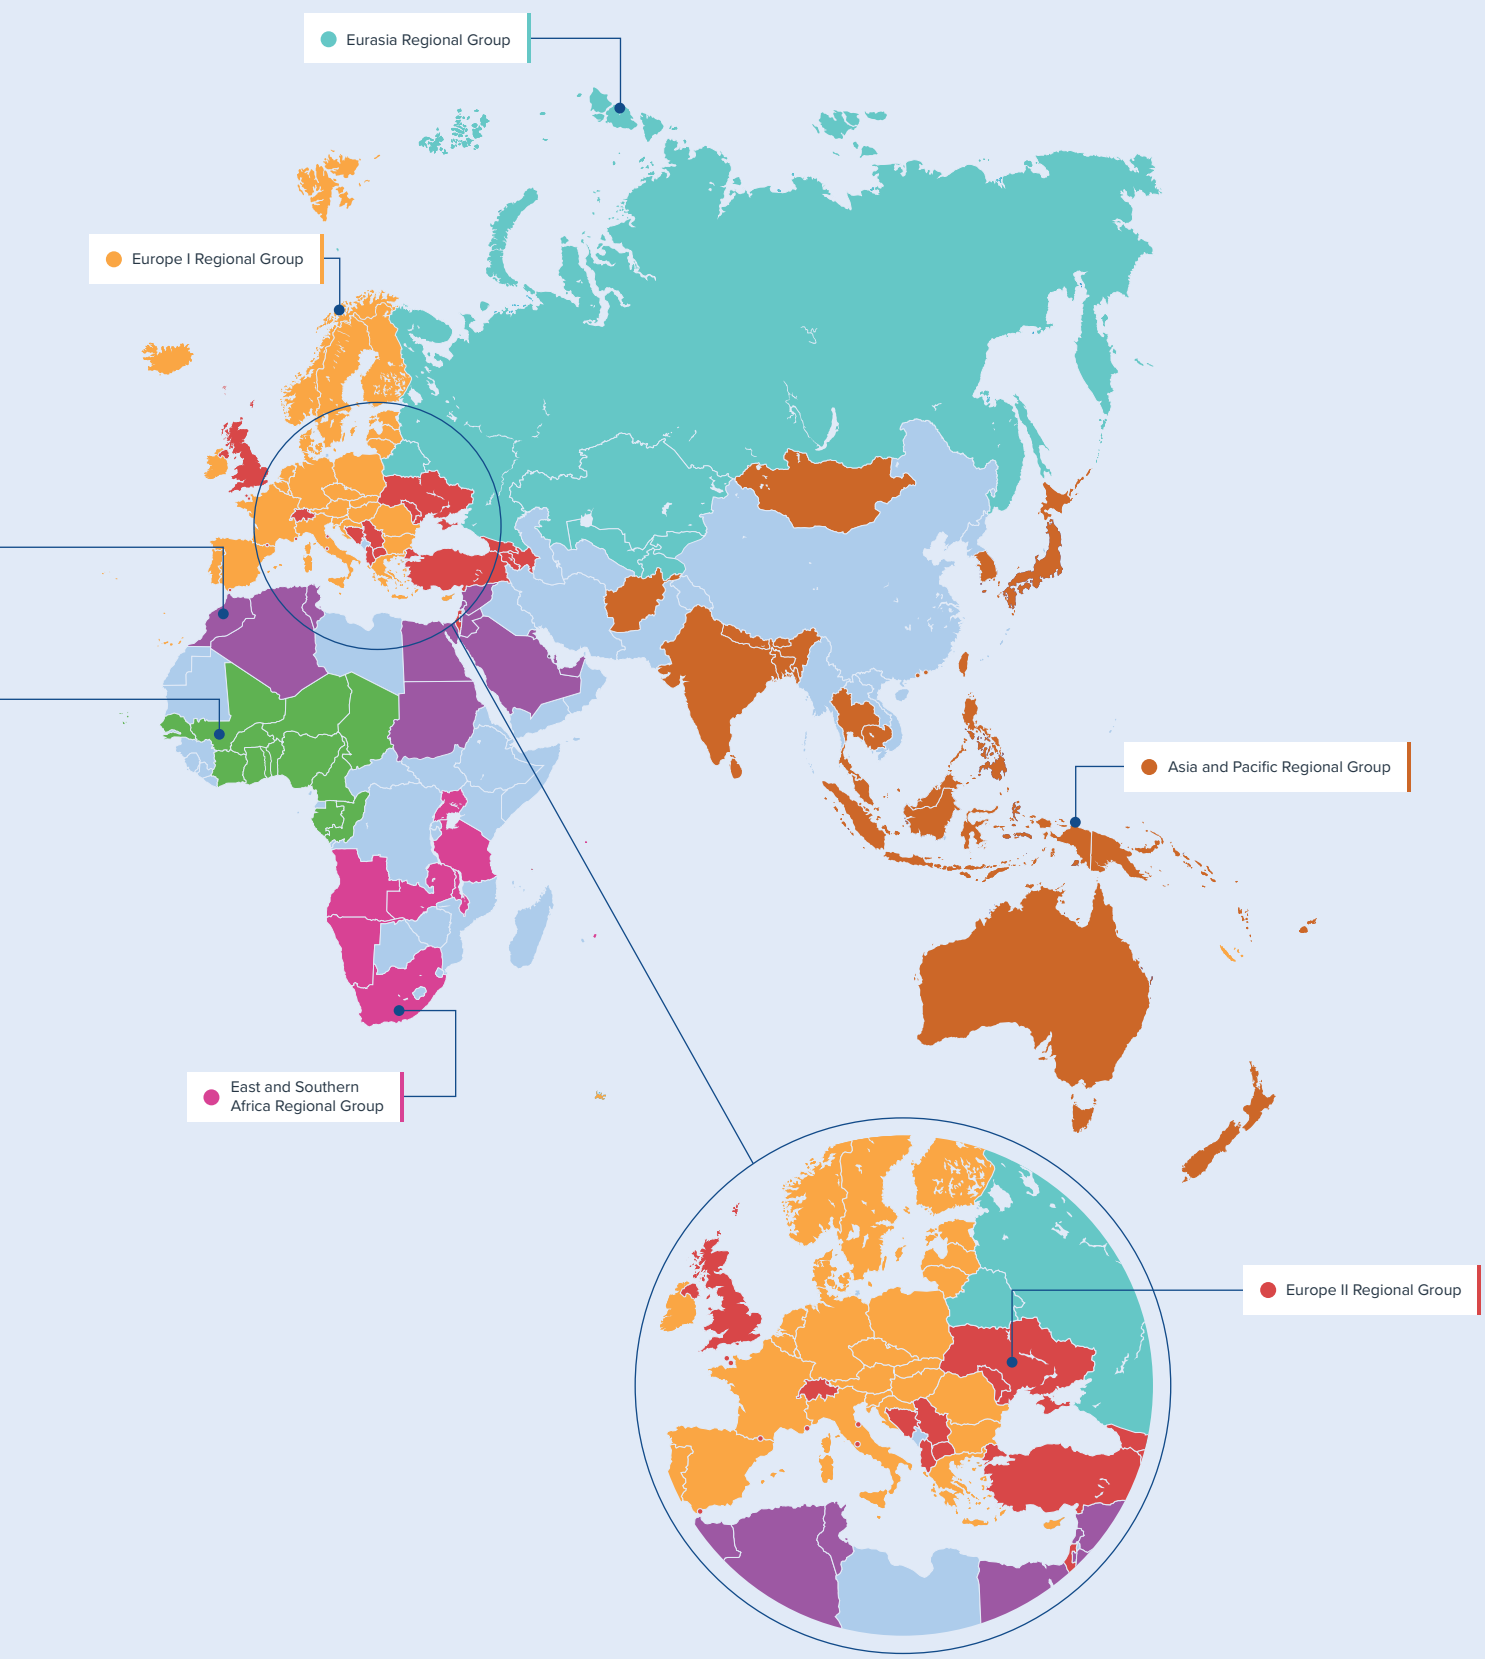 Eurasia Regional Group
Europe I Regional Group
Asia and Pacific Regional Group
East and Southern
Africa Regional Group
Europe II Regional Group